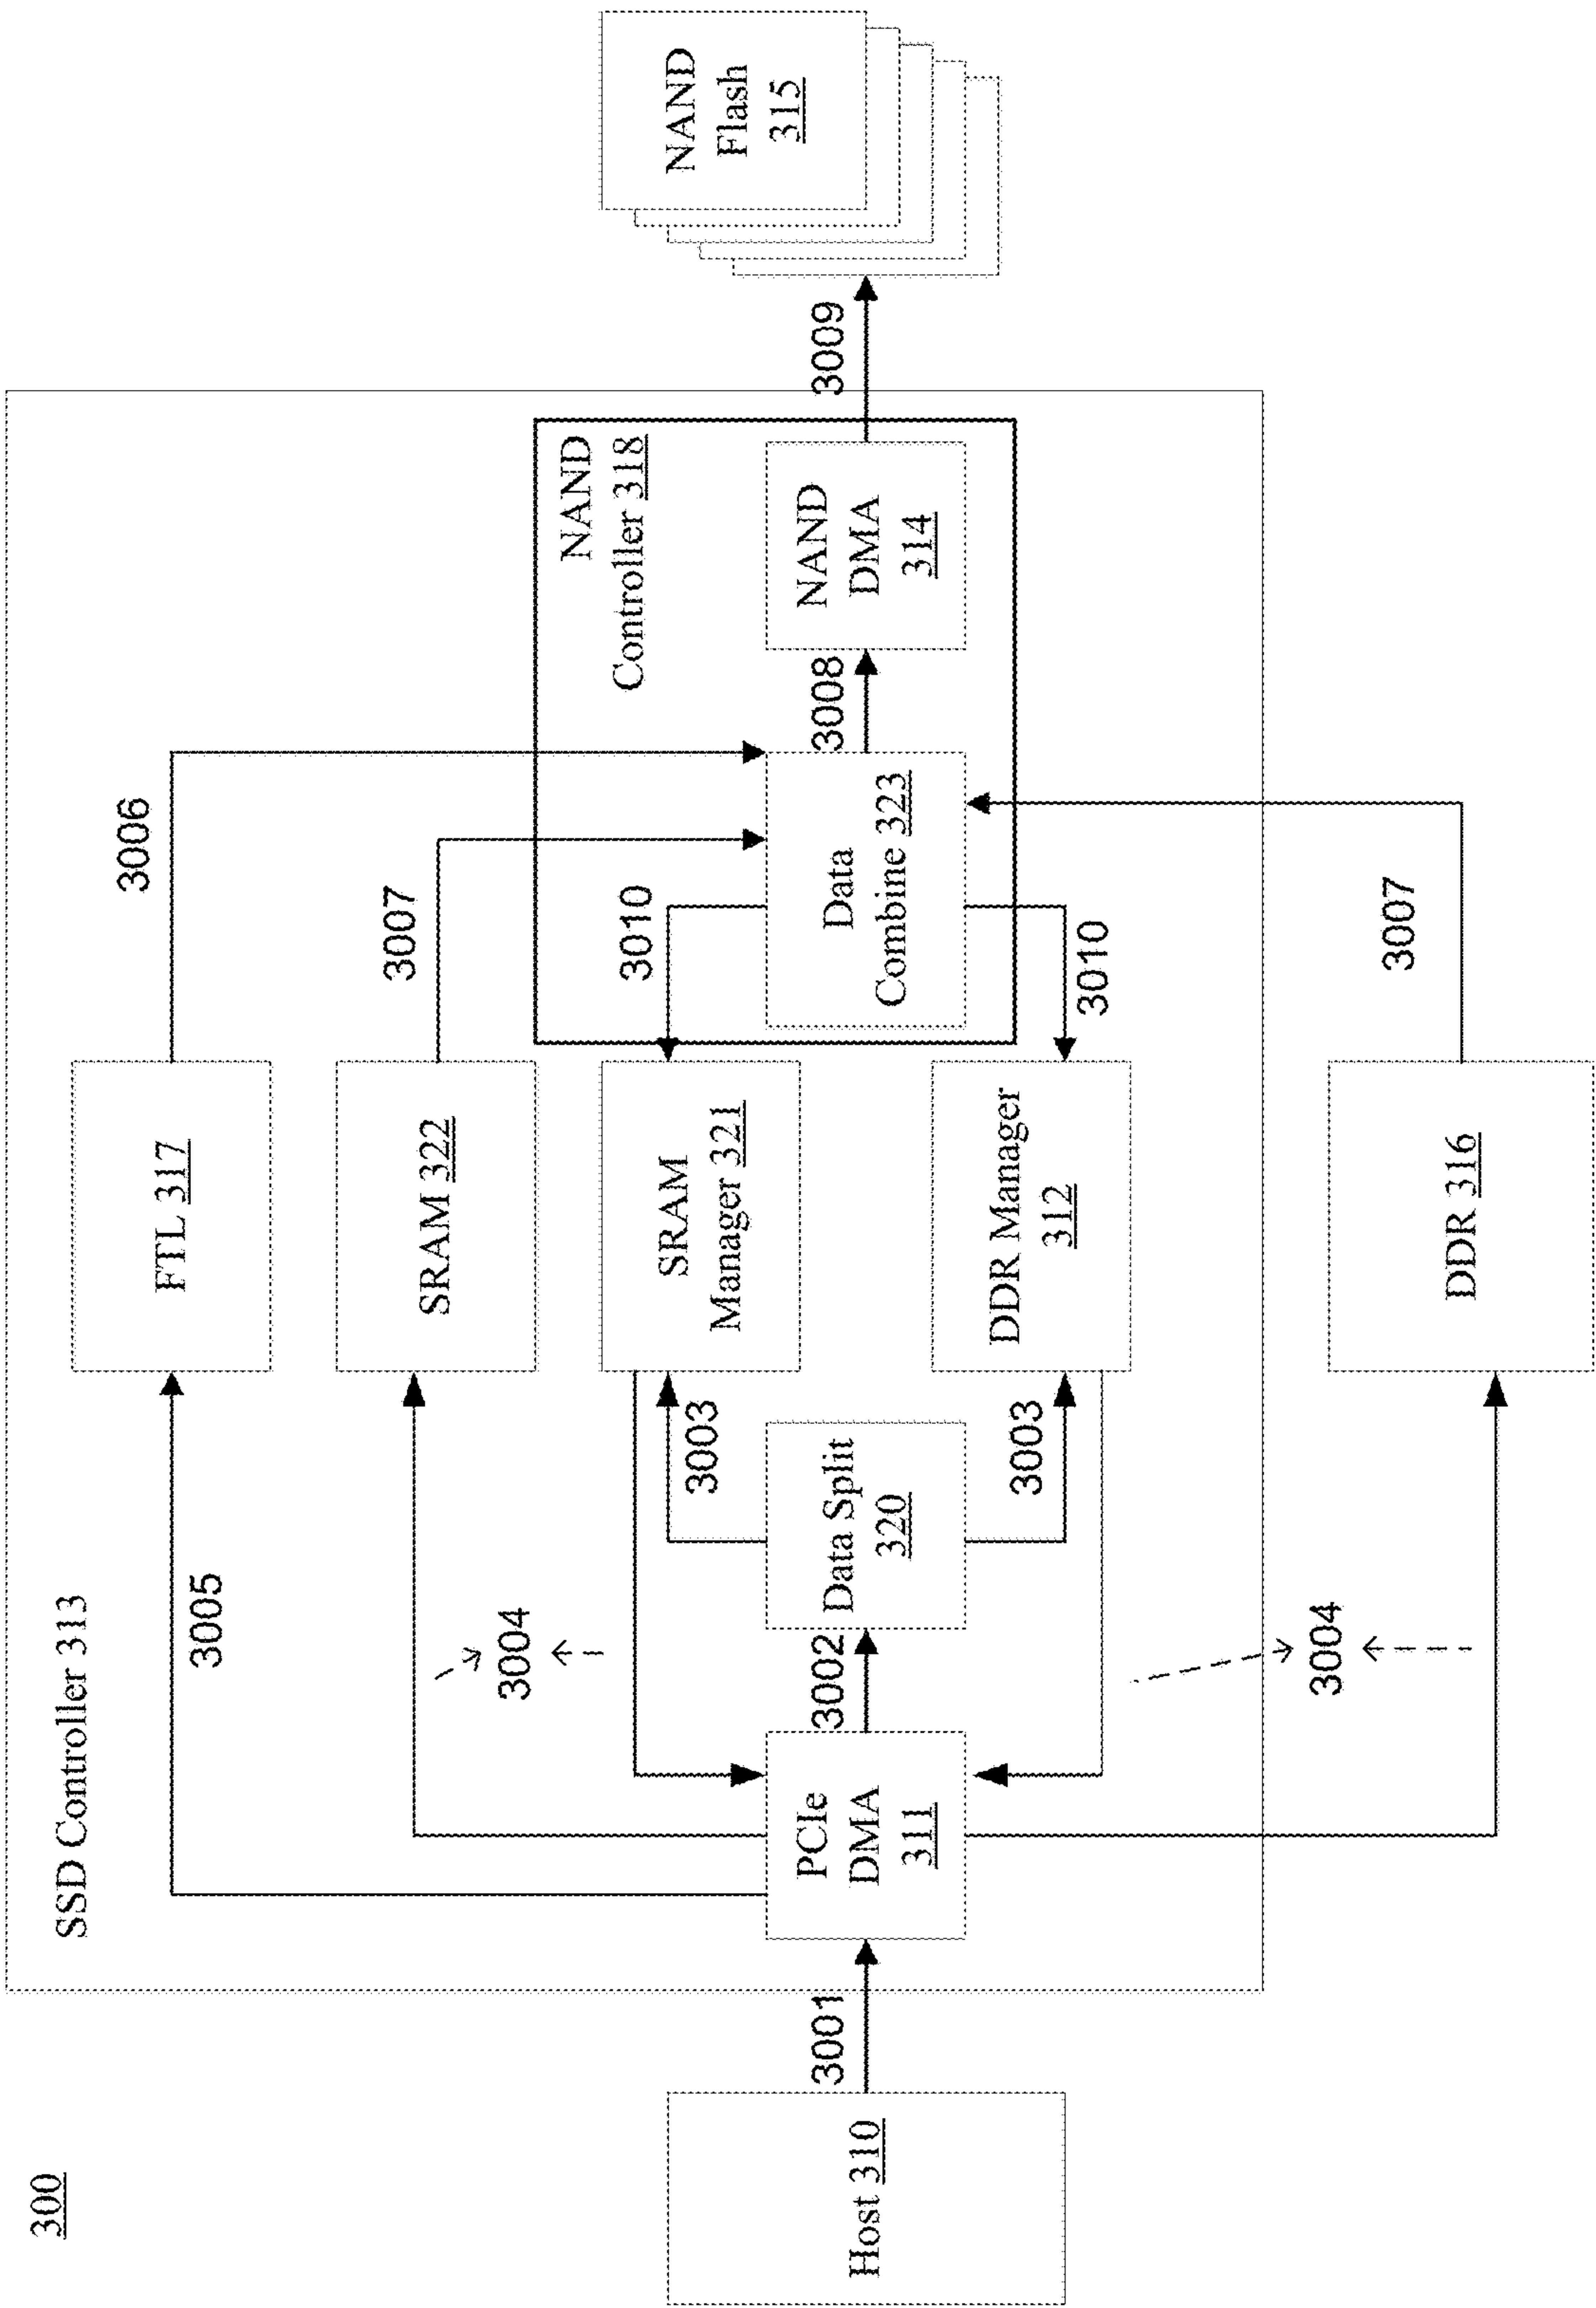 300
SSD Controller 313
3005
FTL 317
3006
SRAM 322
3007
3004
SRAM
Manager 321
3003
3010
NAND
Controller 318
Host 310
3001
PCIe
DMA
311
3002
Data Split
320
Data
Combine 323
3008
NAND
DMA
314
3009
NAND
Flash
315
3003
DDR Manager
312
3010
3004
DDR 316
3007